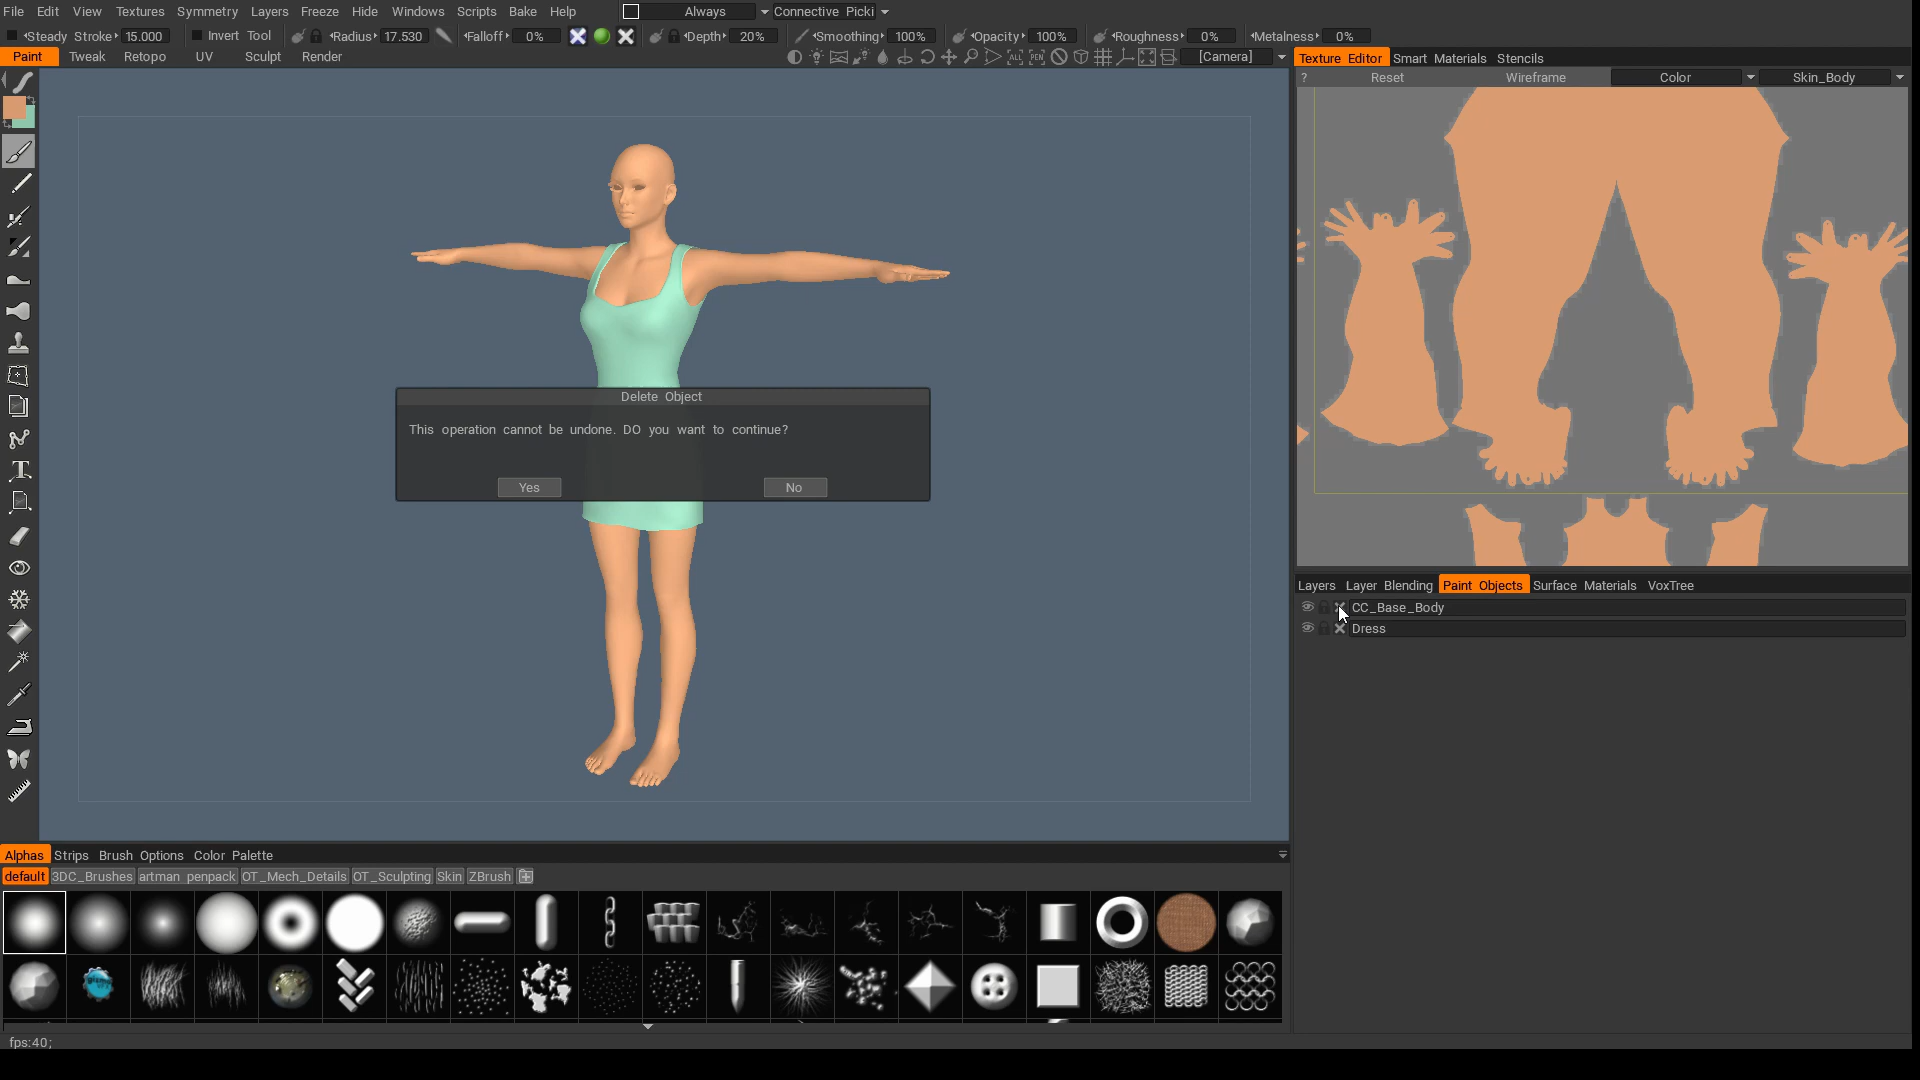 File Edit View Textures Symmetry Layers Freeze Hide Windows Scripts Bake Help Always Connective Picki
Steady Stroke 15.000 Invert Tool Radius 17.530 Falloff 0% Depth 20% Smoothing 100% Opacity 100% Roughness 0% Metalness 0%
Paint Tweak Retopo UV Sculpt Render ALL PEN [Camera]
Texture Editor Smart Materials Stencils
? Reset Wireframe Color Skin_Body
Delete Object
This operation cannot be undone. DO you want to continue?
Yes No
Layers Layer Blending Paint Objects Surface Materials VoxTree
CC_Base_Body
Dress
Alphas Strips Brush Options Color Palette
default 3DC_Brushes artman penpack OT_Mech_Details OT_Sculpting Skin ZBrush
fps:40;